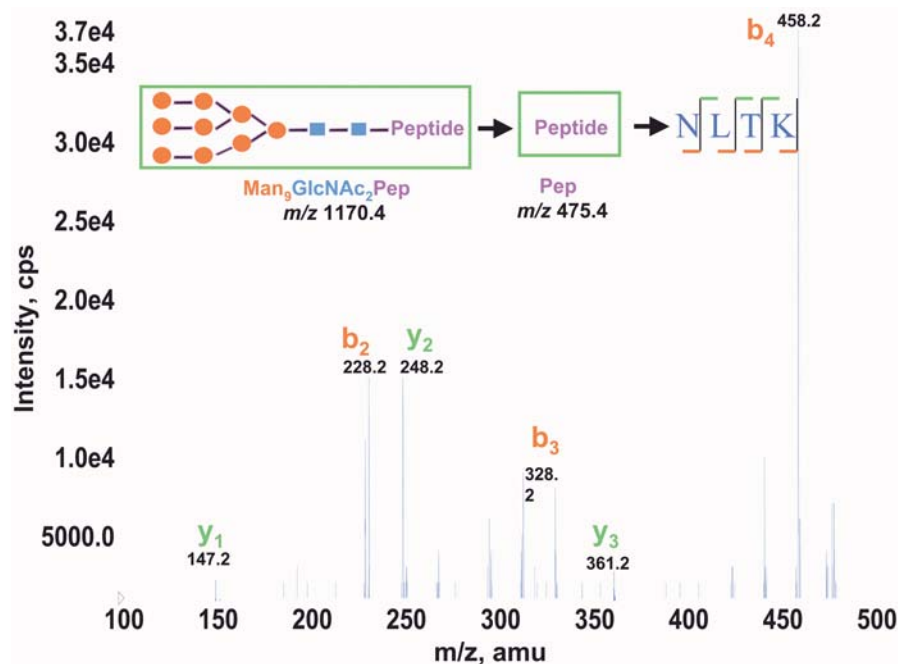 3.7e4
3.5e4
3.0e4
2.5e4
2.0e4
1.5e4
1.0e4
5000.0
Intensity, cps
b₄ 458.2
Peptide
Peptide
N L T K
Man₉GlcNAc₂Pep
m/z 1170.4
Pep
m/z 475.4
b₂
228.2
y₂
248.2
b₃
328.
2
y₁
147.2
y₃
361.2
100 150 200 250 300 350 400 450 500
m/z, amu